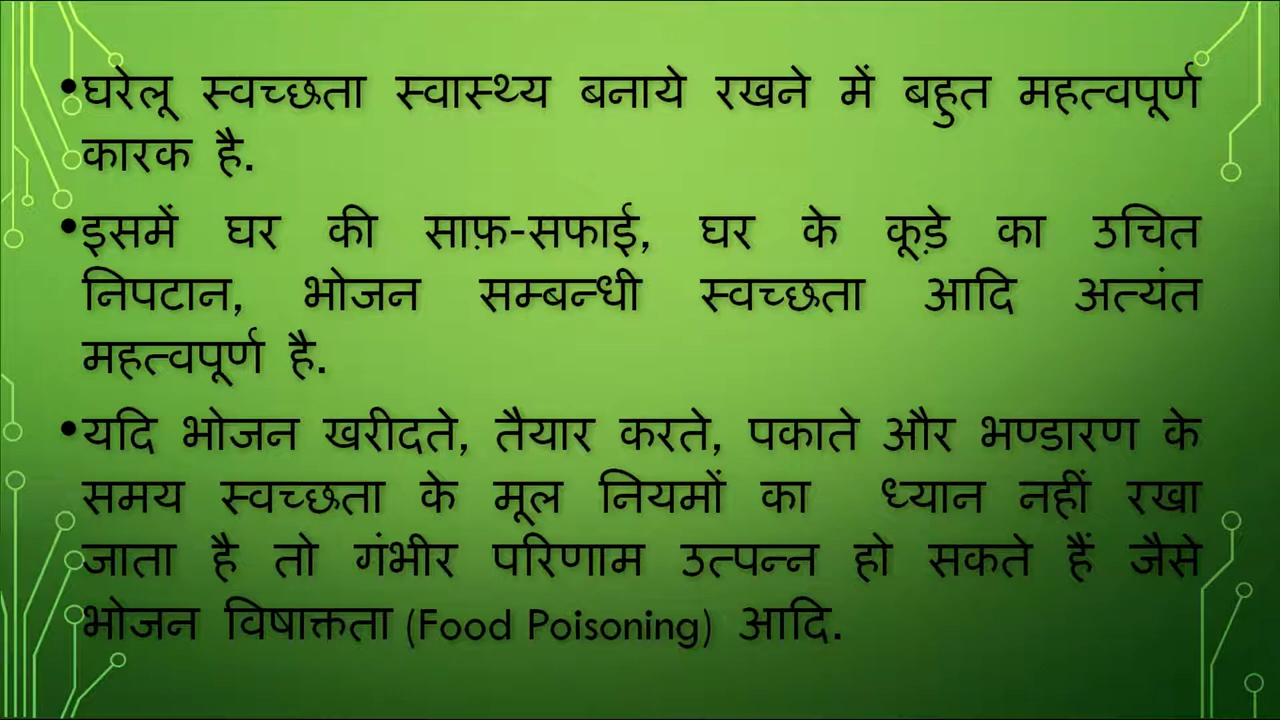 •घरेलू स्वच्छता स्वास्थ्य बनाये रखने में बहुत महत्वपूर्ण
कारक है.
•इसमें घर की साफ़-सफाई, घर के कूड़े का उचित
निपटान, भोजन सम्बन्धी स्वच्छता आदि अत्यंत
महत्वपूर्ण है.
•यदि भोजन खरीदते, तैयार करते, पकाते और भण्डारण के
समय स्वच्छता के मूल नियमों का ध्यान नहीं रखा
जाता है तो गंभीर परिणाम उत्पन्न हो सकते हैं जैसे
भोजन विषाक्तता (Food Poisoning) आदि.